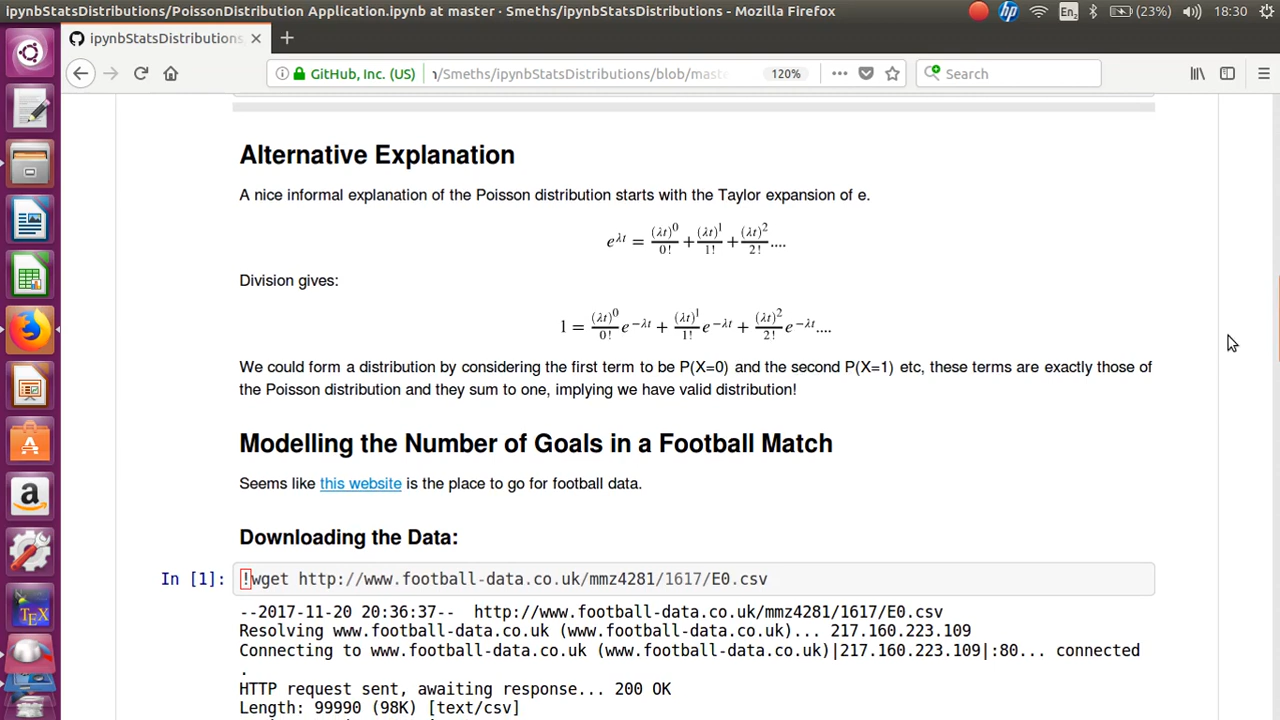 ipynbStatsDistributions/PoissonDistribution Application.ipynb at master · Smeths/ipynbStatsDistributions - Mozilla Firefox
En₂ (23%) 18:30
ipynbStatsDistributions
GitHub, Inc. (US) Smeths/ipynbStatsDistributions/blob/maste 120% Search
Alternative Explanation
A nice informal explanation of the Poisson distribution starts with the Taylor expansion of e.
e^{λt} = (λt)^0/0! + (λt)^1/1! + (λt)^2/2! ....
Division gives:
1 = (λt)^0/0! e^{−λt} + (λt)^1/1! e^{−λt} + (λt)^2/2! e^{−λt}....
We could form a distribution by considering the first term to be P(X=0) and the second P(X=1) etc, these terms are exactly those of
the Poisson distribution and they sum to one, implying we have valid distribution!
Modelling the Number of Goals in a Football Match
Seems like this website is the place to go for football data.
Downloading the Data:
In [1]: !wget http://www.football-data.co.uk/mmz4281/1617/E0.csv
--2017-11-20 20:36:37-- http://www.football-data.co.uk/mmz4281/1617/E0.csv
Resolving www.football-data.co.uk (www.football-data.co.uk)... 217.160.223.109
Connecting to www.football-data.co.uk (www.football-data.co.uk)|217.160.223.109|:80... connected
.
HTTP request sent, awaiting response... 200 OK
Length: 99990 (98K) [text/csv]